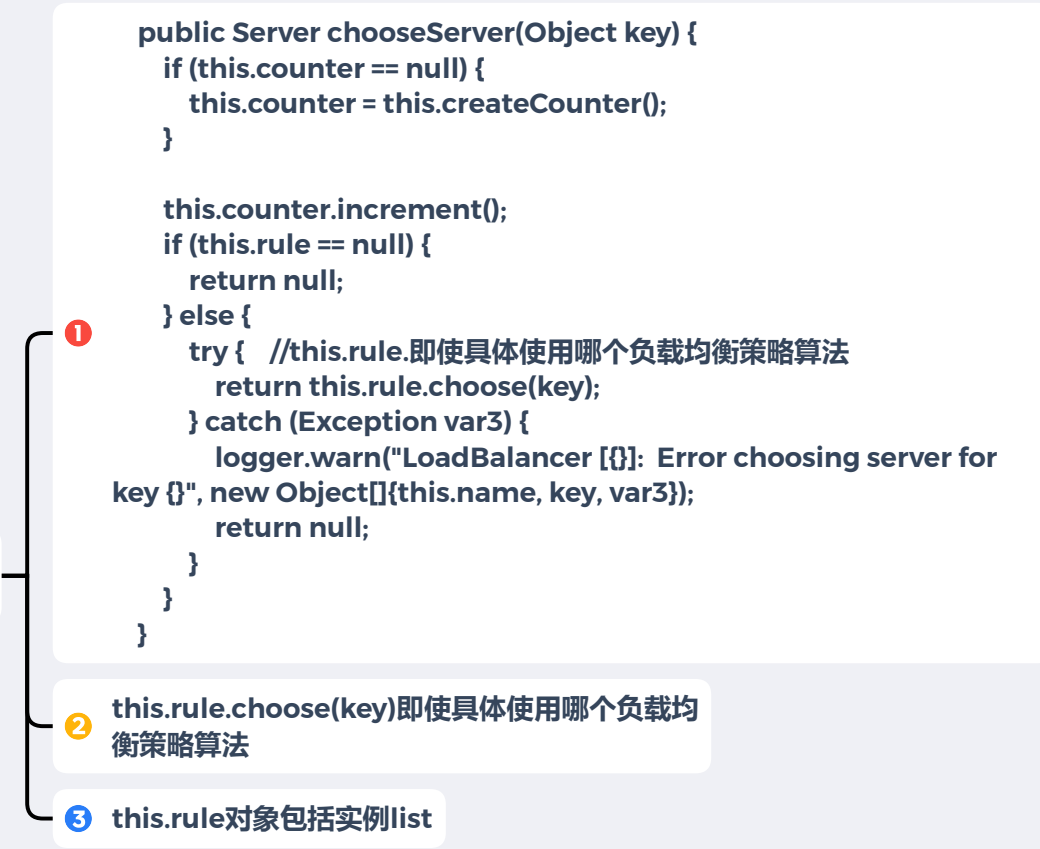 public Server chooseServer(Object key) {
if (this.counter == null) {
this.counter = this.createCounter();
}
this.counter.increment();
if (this.rule == null) {
return null;
} else {
1
try {    //this.rule.即使具体使用哪个负载均衡策略算法
return this.rule.choose(key);
} catch (Exception var3) {
logger.warn("LoadBalancer [{}]:  Error choosing server for
key {}", new Object[]{this.name, key, var3});
return null;
}
}
}
2
this.rule.choose(key)即使具体使用哪个负载均
衡策略算法
3 this.rule对象包括实例list